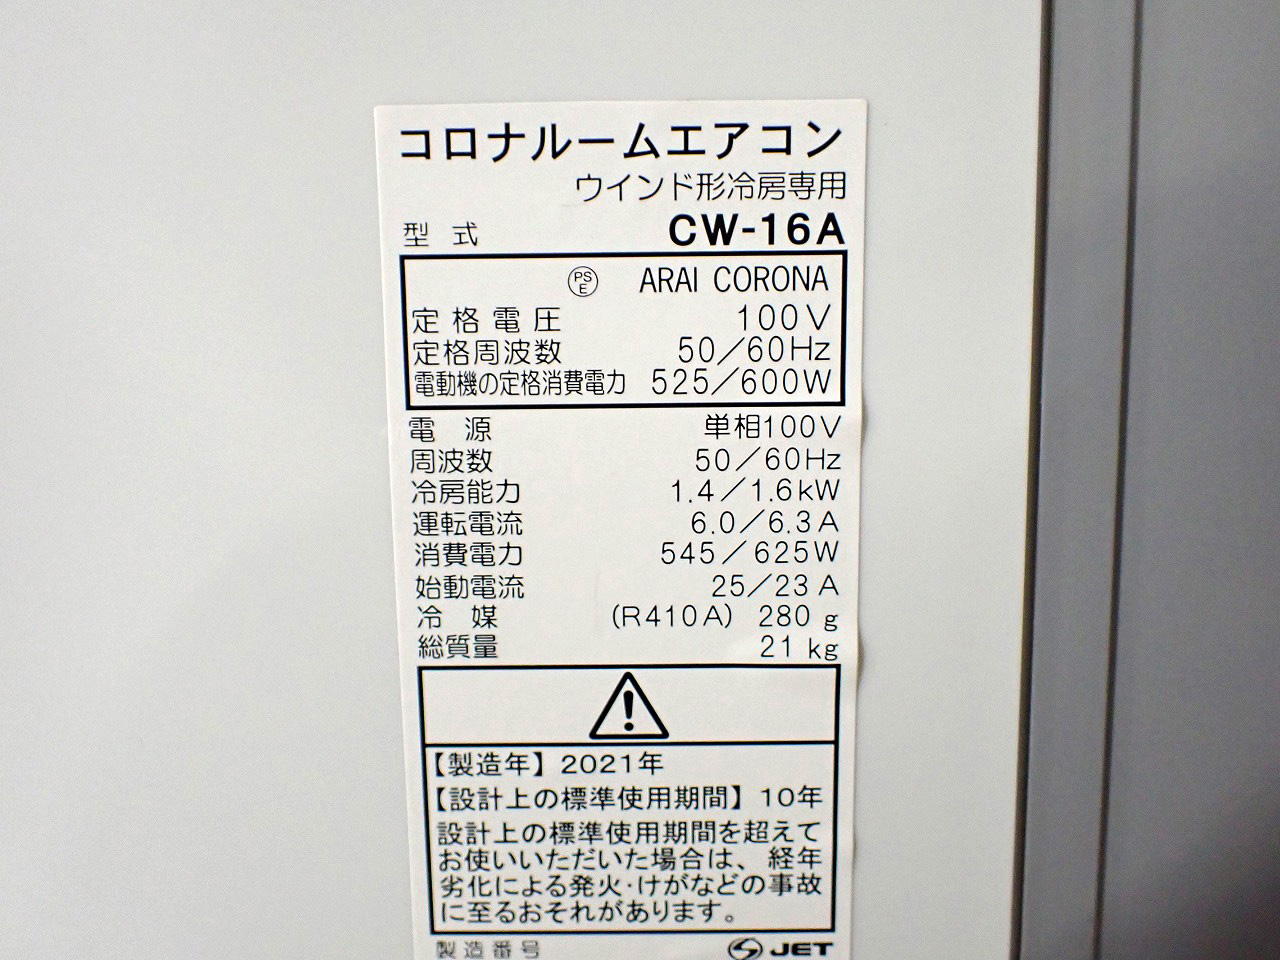 コロナルームエアコン
ウインド形冷房専用
型 式 CW-16A
PS E ARAI CORONA
定格電圧 100V
定格周波数 50/60Hz
電動機の定格消費電力 525/600W
電 源 単相100V
周波数 50/60Hz
冷房能力 1.4/1.6kW
運転電流 6.0/6.3A
消費電力 545/625W
始動電流 25/23A
冷 媒 (R410A) 280g
総質量 21kg
【製造年】2021年
【設計上の標準使用期間】10年
設計上の標準使用期間を超えて
お使いいただいた場合は、経年
劣化による発火・けがなどの事故
に至るおそれがあります。
製造番号 JET